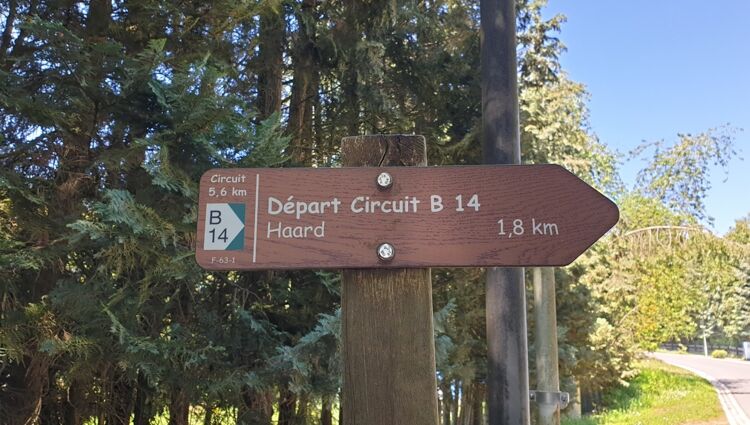 Circuit
5,6 km
B
14
F-63-1
Départ Circuit B 14
Haard 1,8 km